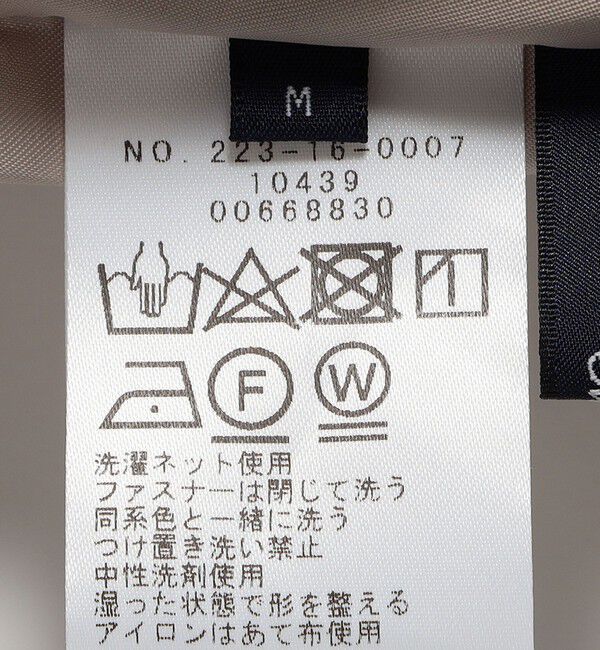 M
NO. 223-16-0007
10439
00668830
F W
洗濯ネット使用
ファスナーは閉じて洗う
同系色と一緒に洗う
つけ置き洗い禁止
中性洗剤使用
湿った状態で形を整える
アイロンはあて布使用